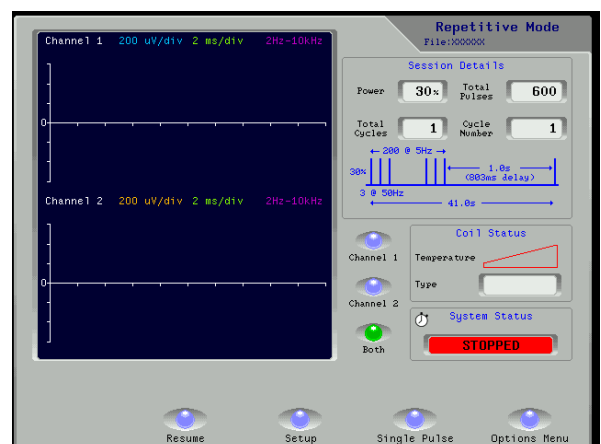 Repetitive Mode
File:XXXXXX
Channel 1 200 uV/div 2 ms/div 2Hz-10kHz
0
Channel 2 200 uV/div 2 ms/div 2Hz-10kHz
0
Session Details
Power 30% Total Pulses 600
Total Cycles 1 Cycle Number 1
200 @ 5Hz
30%
1.0s
(803ms delay)
3 @ 50Hz
41.0s
Channel 1
Channel 2
Both
Coil Status
Temperature
Type
System Status
STOPPED
Resume Setup Single Pulse Options Menu